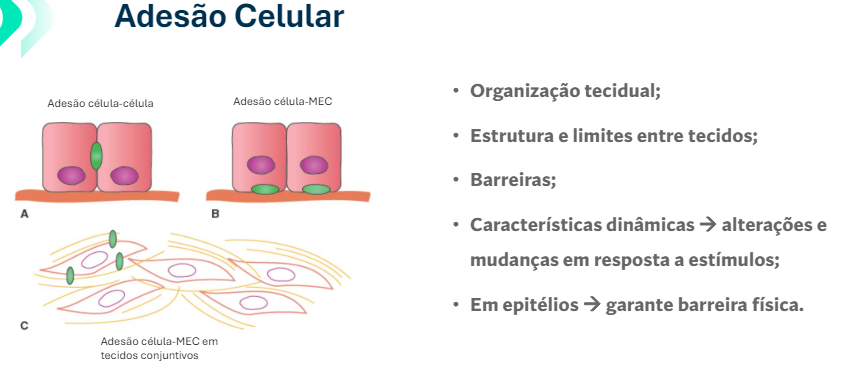 Adesão Celular
Adesão célula-célula
Adesão célula-MEC
A
B
C
Adesão célula-MEC em
tecidos conjuntivos
• Organização tecidual;
• Estrutura e limites entre tecidos;
• Barreiras;
• Características dinâmicas → alterações e
mudanças em resposta a estímulos;
• Em epitélios → garante barreira física.